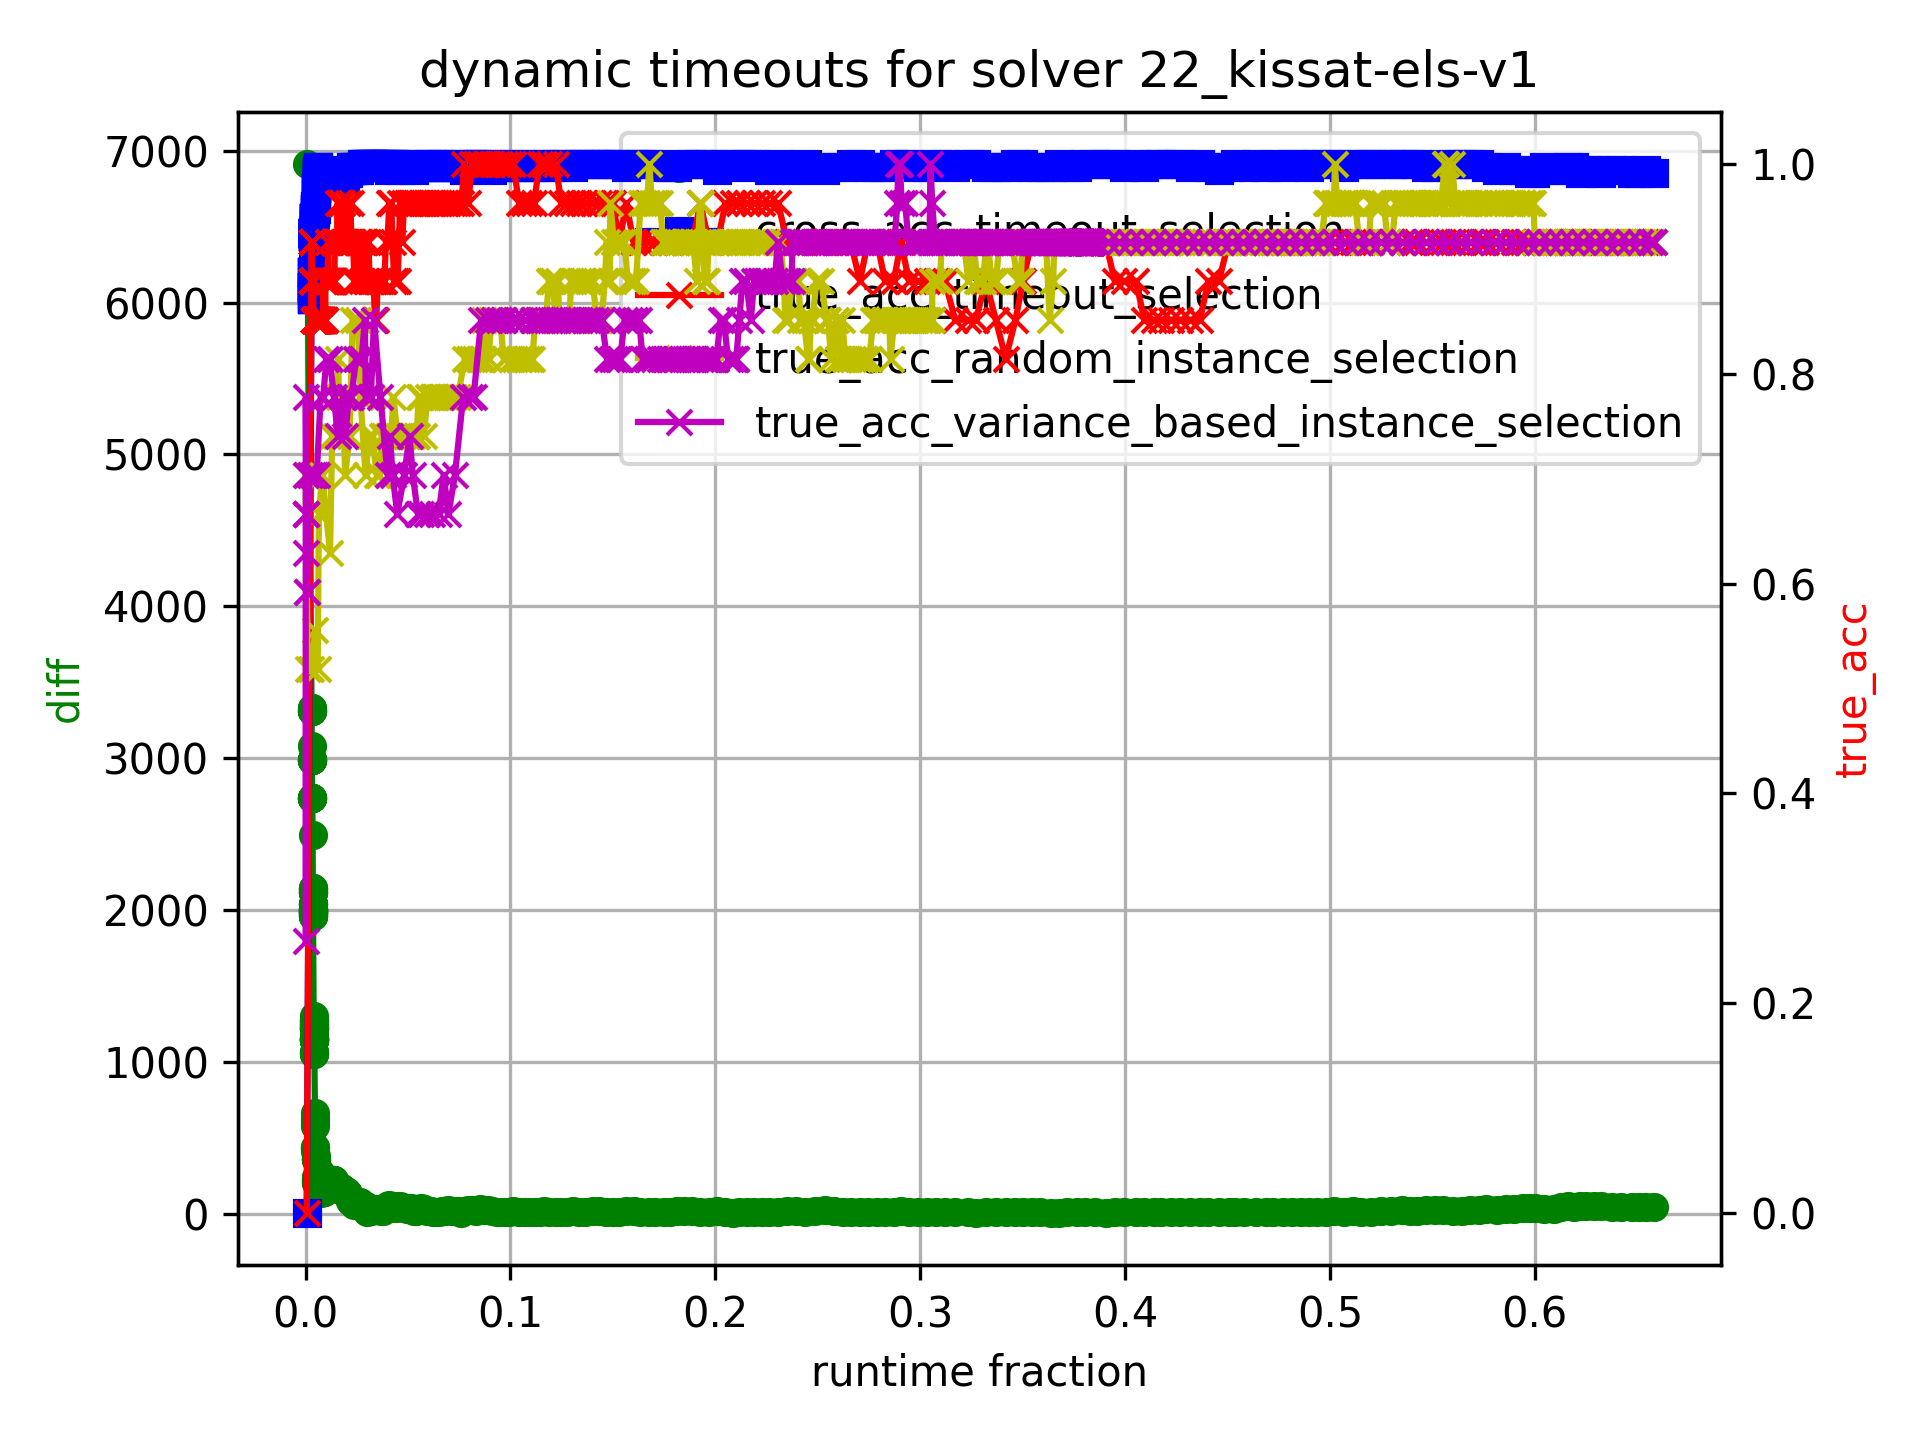 dynamic timeouts for solver 22_kissat-els-v1
7000
6000
5000
4000
3000
2000
1000
0
diff
cross_acc_timeout_selection
true_acc_timeout_selection
true_acc_random_instance_selection
true_acc_variance_based_instance_selection
1.0
0.8
0.6
0.4
0.2
0.0
true_acc
0.0 0.1 0.2 0.3 0.4 0.5 0.6
runtime fraction